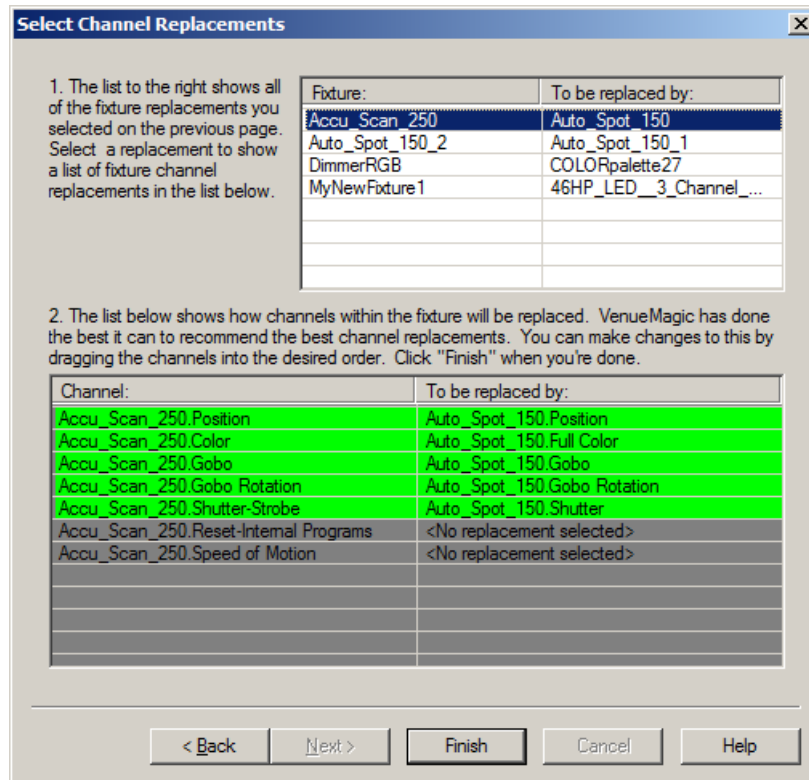 Select Channel Replacements
1. The list to the right shows all
of the fixture replacements you
selected on the previous page.
Select  a replacement to show
a list of fixture channel
replacements in the list below.
Fixture: To be replaced by:
Accu_Scan_250 Auto_Spot_150
Auto_Spot_150_2 Auto_Spot_150_1
DimmerRGB COLORpalette27
MyNewFixture1 46HP_LED__3_Channel_...
2. The list below shows how channels within the fixture will be replaced.  VenueMagic has done
the best it can to recommend the best channel replacements.  You can make changes to this by
dragging the channels into the desired order.  Click "Finish" when you're done.
Channel: To be replaced by:
Accu_Scan_250.Position Auto_Spot_150.Position
Accu_Scan_250.Color Auto_Spot_150.Full Color
Accu_Scan_250.Gobo Auto_Spot_150.Gobo
Accu_Scan_250.Gobo Rotation Auto_Spot_150.Gobo Rotation
Accu_Scan_250.Shutter-Strobe Auto_Spot_150.Shutter
Accu_Scan_250.Reset-Internal Programs <No replacement selected>
Accu_Scan_250.Speed of Motion <No replacement selected>
< Back Next > Finish Cancel Help